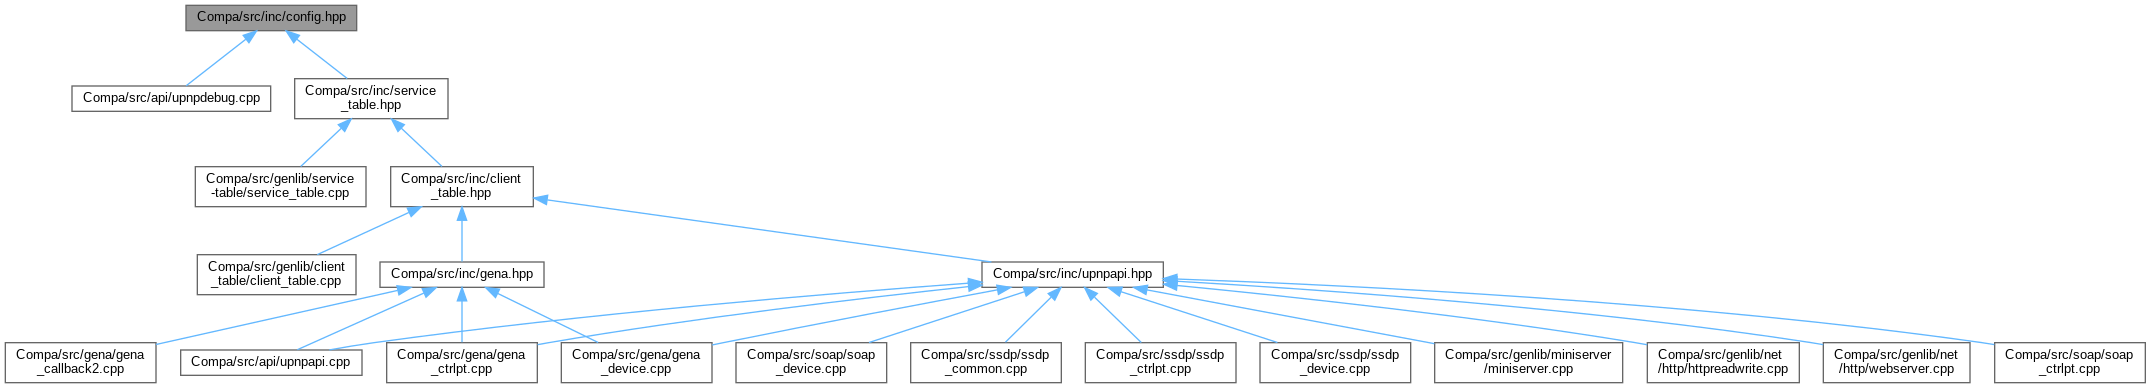 Compa/src/inc/config.hpp
Compa/src/api/upnpdebug.cpp
Compa/src/inc/service
_table.hpp
Compa/src/genlib/service
-table/service_table.cpp
Compa/src/inc/client
_table.hpp
Compa/src/genlib/client
_table/client_table.cpp
Compa/src/inc/gena.hpp
Compa/src/inc/upnpapi.hpp
Compa/src/gena/gena
_callback2.cpp
Compa/src/api/upnpapi.cpp
Compa/src/gena/gena
_ctrlpt.cpp
Compa/src/gena/gena
_device.cpp
Compa/src/soap/soap
_device.cpp
Compa/src/ssdp/ssdp
_common.cpp
Compa/src/ssdp/ssdp
_ctrlpt.cpp
Compa/src/ssdp/ssdp
_device.cpp
Compa/src/genlib/miniserver
/miniserver.cpp
Compa/src/genlib/net
/http/httpreadwrite.cpp
Compa/src/genlib/net
/http/webserver.cpp
Compa/src/soap/soap
_ctrlpt.cpp